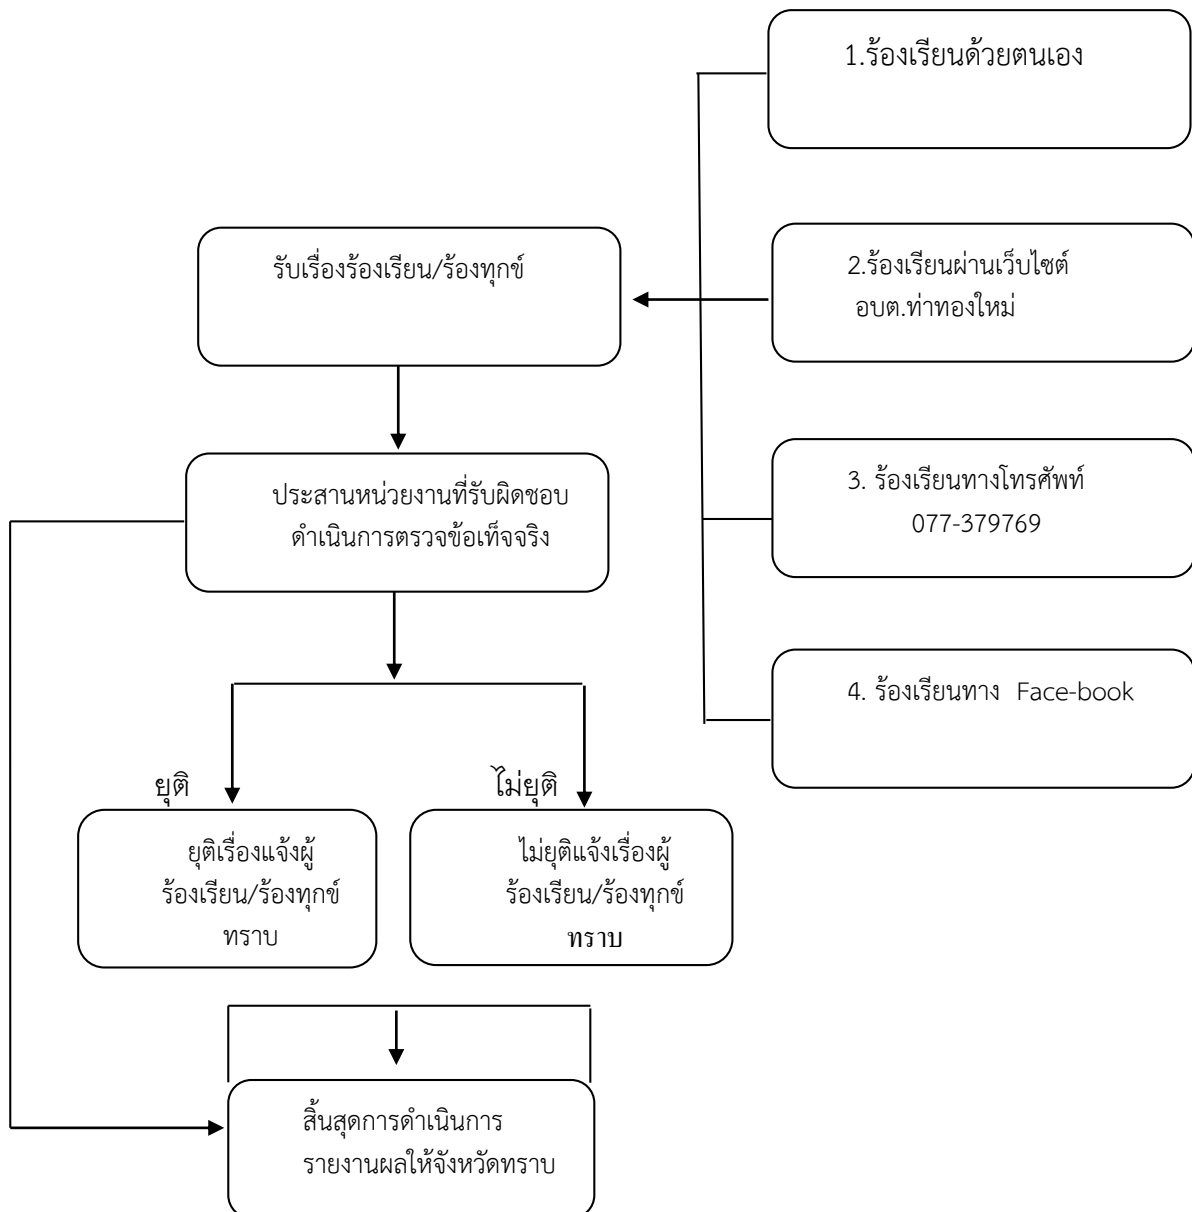 1.ร้องเรียนด้วยตนเอง
รับเรื่องร้องเรียน/ร้องทุกข์
2.ร้องเรียนผ่านเว็บไซต์
อบต.ท่าทองใหม่
ประสานหน่วยงานที่รับผิดชอบ
ดำเนินการตรวจข้อเท็จจริง
3. ร้องเรียนทางโทรศัพท์
077-379769
4. ร้องเรียนทาง Face-book
ยุติ
ไม่ยุติ
ยุติเรื่องแจ้งผู้
ร้องเรียน/ร้องทุกข์
ทราบ
ไม่ยุติแจ้งเรื่องผู้
ร้องเรียน/ร้องทุกข์
ทราบ
สิ้นสุดการดำเนินการ
รายงานผลให้จังหวัดทราบ